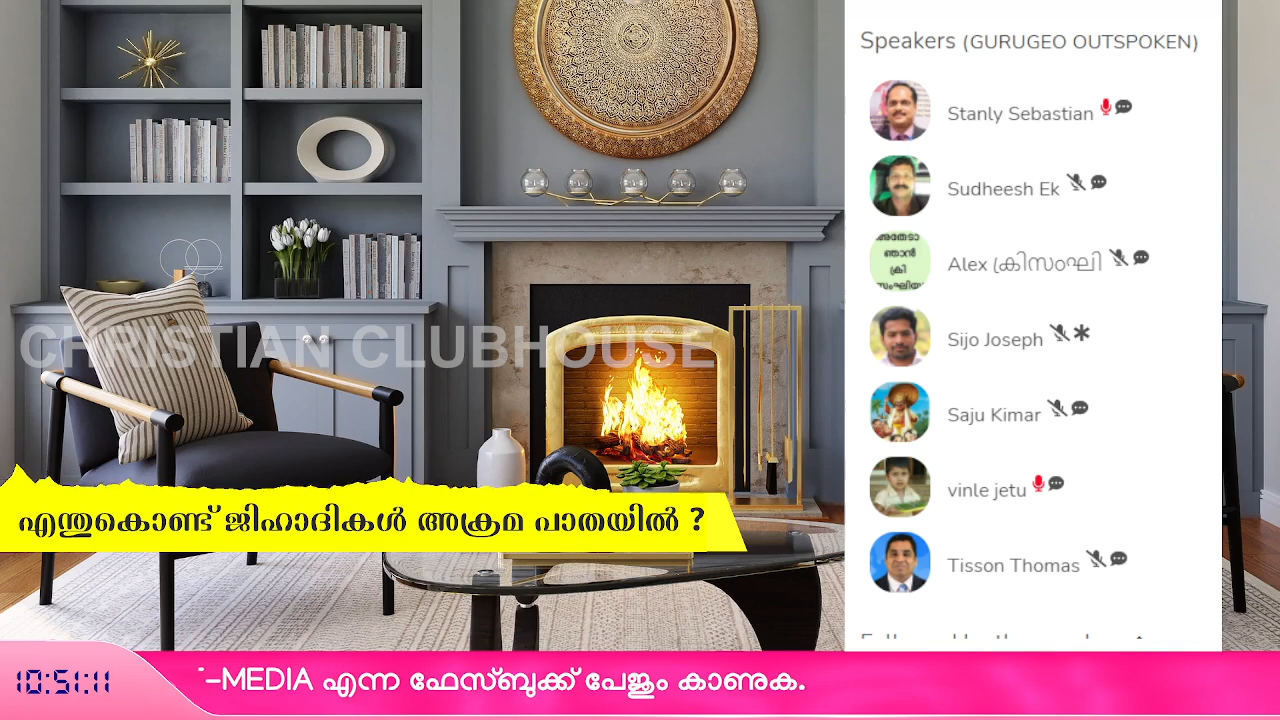 Speakers (GURUGEO OUTSPOKEN)
Stanly Sebastian
Sudheesh Ek
അതേടാ
ഞാൻ
ക്രി
Alex (ക്രിസംഘി
Sijo Joseph
Saju Kimar
vinle jetu
Tisson Thomas
CHRISTIAN CLUBHOUSE
എന്തുകൊണ്ട് ജിഹാദികൾ അക്രമ പാതയിൽ ?
10:51:11
-MEDIA എന്ന ഫേസ്ബുക്ക് പേജും കാണുക.